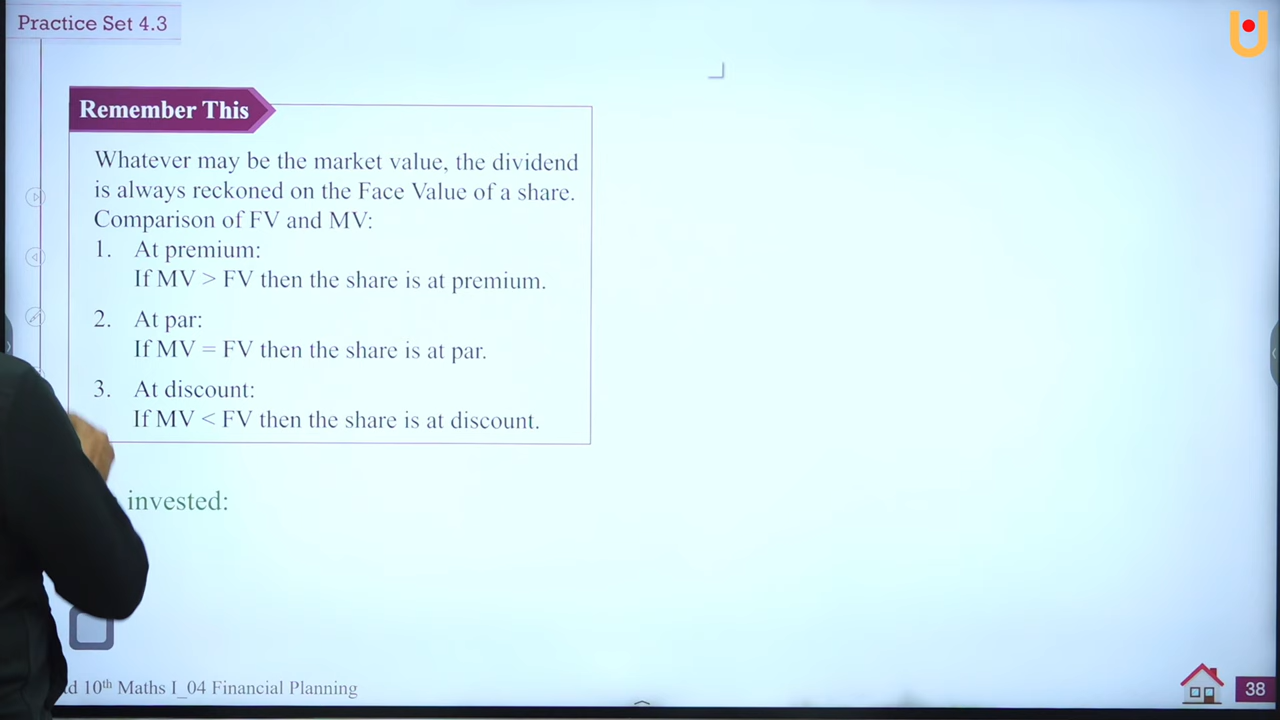 Practice Set 4.3
Remember This
Whatever may be the market value, the dividend
is always reckoned on the Face Value of a share.
Comparison of FV and MV:
1. At premium:
If MV > FV then the share is at premium.
2. At par:
If MV = FV then the share is at par.
3. At discount:
If MV < FV then the share is at discount.
invested:
10th Maths I_04 Financial Planning
38